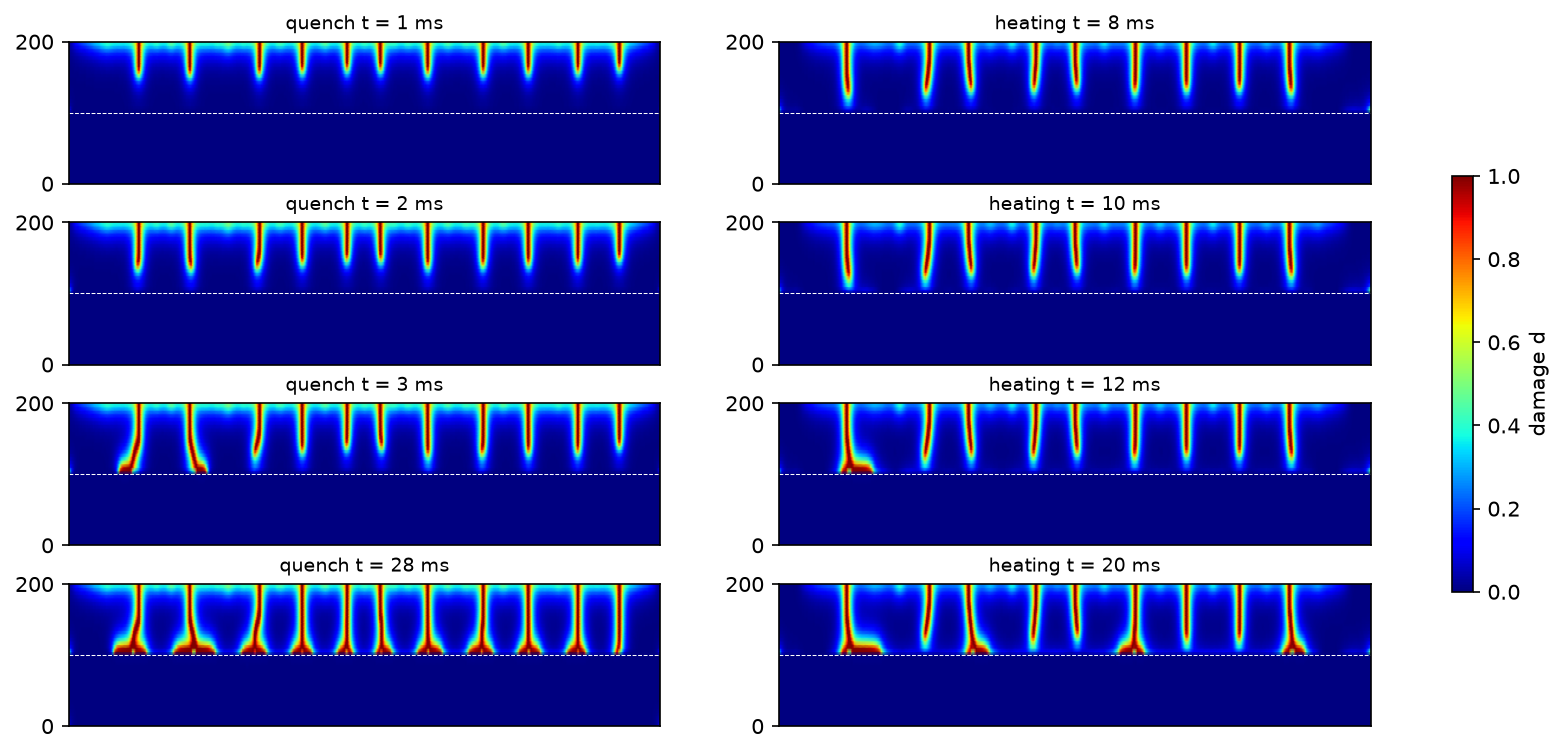 quench t = 1 ms
heating t = 8 ms
200
0
200
0
quench t = 2 ms
heating t = 10 ms
200
0
200
0
quench t = 3 ms
heating t = 12 ms
200
0
200
0
quench t = 28 ms
heating t = 20 ms
200
0
200
0
1.0
0.8
0.6
0.4
0.2
0.0
damage d